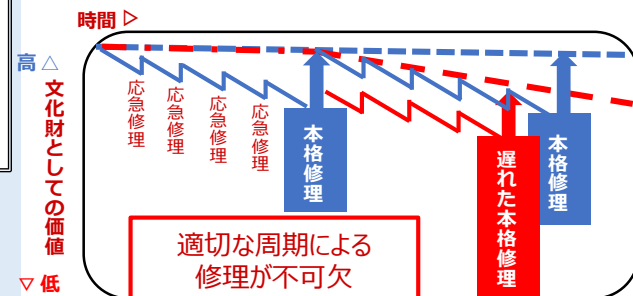 時間 ▷
高 △
文化財としての価値
▽ 低
応急修理
応急修理
応急修理
応急修理
本格修理
遅れた本格修理
本格修理
適切な周期による
修理が不可欠